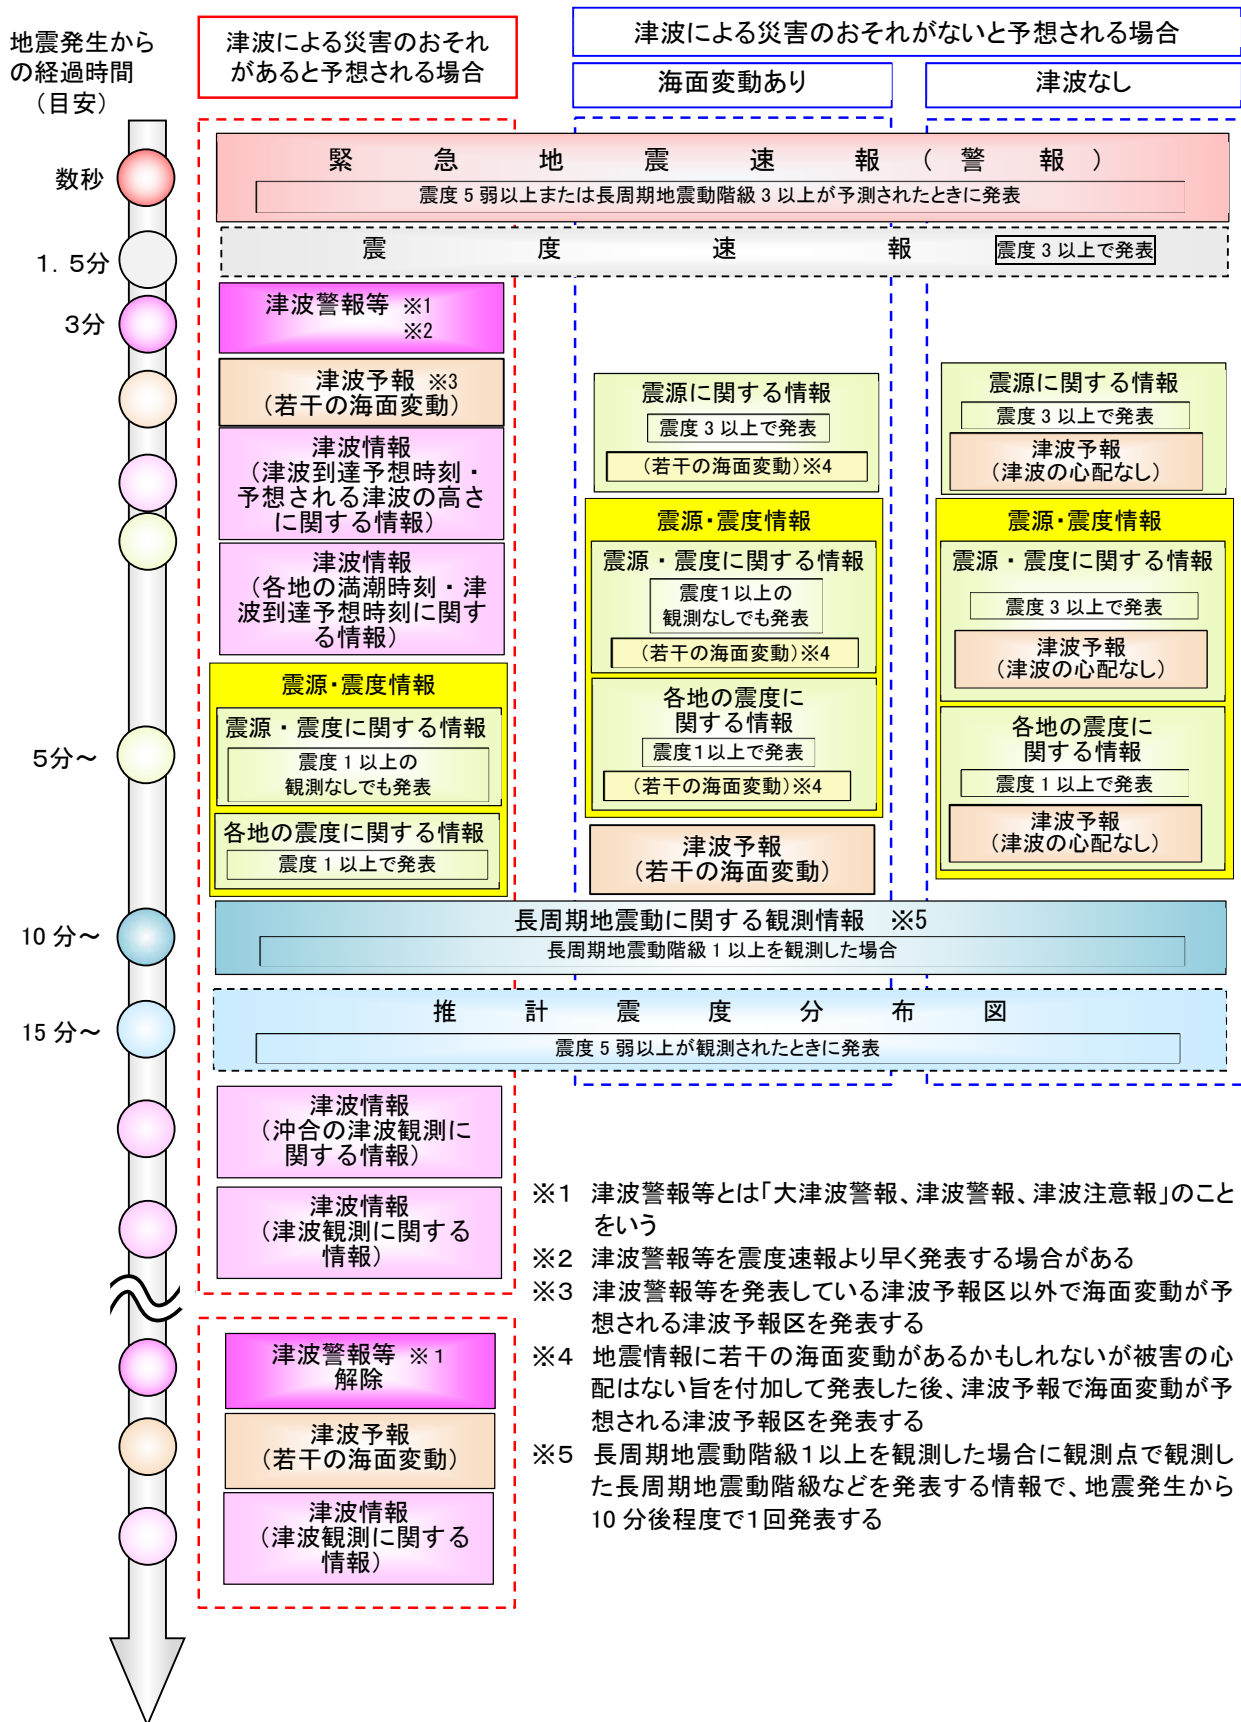 地震発生から
の経過時間
（目安）
津波による災害のおそれ
があると予想される場合
津波による災害のおそれがないと予想される場合
海面変動あり
津波なし
数秒
緊急地震速報（警報）
震度 5 弱以上または長周期地震動階級 3 以上が予測されたときに発表
1．5分
震度速報
震度 3 以上で発表
3分
津波警報等 ※1
※2
津波予報 ※3
（若干の海面変動）
津波情報
（津波到達予想時刻・
予想される津波の高さ
に関する情報）
津波情報
（各地の満潮時刻・津
波到達予想時刻に関す
る情報）
震源・震度情報
震源・震度に関する情報
震度 1 以上の
観測なしでも発表
各地の震度に関する情報
震度 1 以上で発表
震源に関する情報
震度 3 以上で発表
（若干の海面変動）※4
震源・震度情報
震源・震度に関する情報
震度1以上の
観測なしでも発表
（若干の海面変動）※4
各地の震度に
関する情報
震度1以上で発表
（若干の海面変動）※4
津波予報
（若干の海面変動）
震源に関する情報
震度 3 以上で発表
津波予報
（津波の心配なし）
震源・震度情報
震源・震度に関する情報
震度 3 以上で発表
津波予報
（津波の心配なし）
各地の震度に
関する情報
震度 1 以上で発表
津波予報
（津波の心配なし）
5分～
10 分～
長周期地震動に関する観測情報 ※5
長周期地震動階級 1 以上を観測した場合
15 分～
推計震度分布図
震度 5 弱以上が観測されたときに発表
津波情報
（沖合の津波観測に
関する情報）
津波情報
（津波観測に関する
情報）
津波警報等 ※1
解除
津波予報
（若干の海面変動）
津波情報
（津波観測に関する
情報）
※1 津波警報等とは「大津波警報、津波警報、津波注意報」のこと
をいう
※2 津波警報等を震度速報より早く発表する場合がある
※3 津波警報等を発表している津波予報区以外で海面変動が予
想される津波予報区を発表する
※4 地震情報に若干の海面変動があるかもしれないが被害の心
配はない旨を付加して発表した後、津波予報で海面変動が予
想される津波予報区を発表する
※5 長周期地震動階級1以上を観測した場合に観測点で観測し
た長周期地震動階級などを発表する情報で、地震発生から
10 分後程度で1回発表する